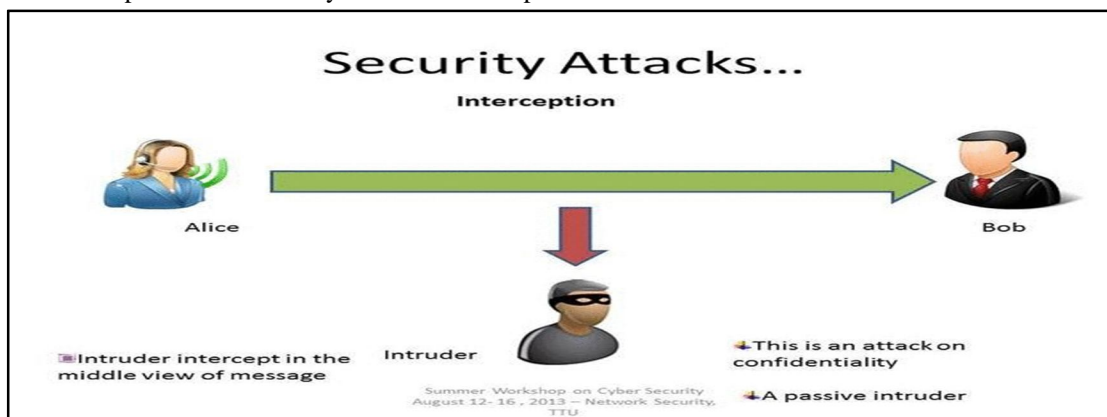 Security Attacks...
Interception
Alice
Bob
Intruder intercept in the
middle view of message
Intruder
This is an attack on
confidentiality
A passive intruder
Summer Workshop on Cyber Security
August 12- 16 , 2013 – Network Security,
TTU